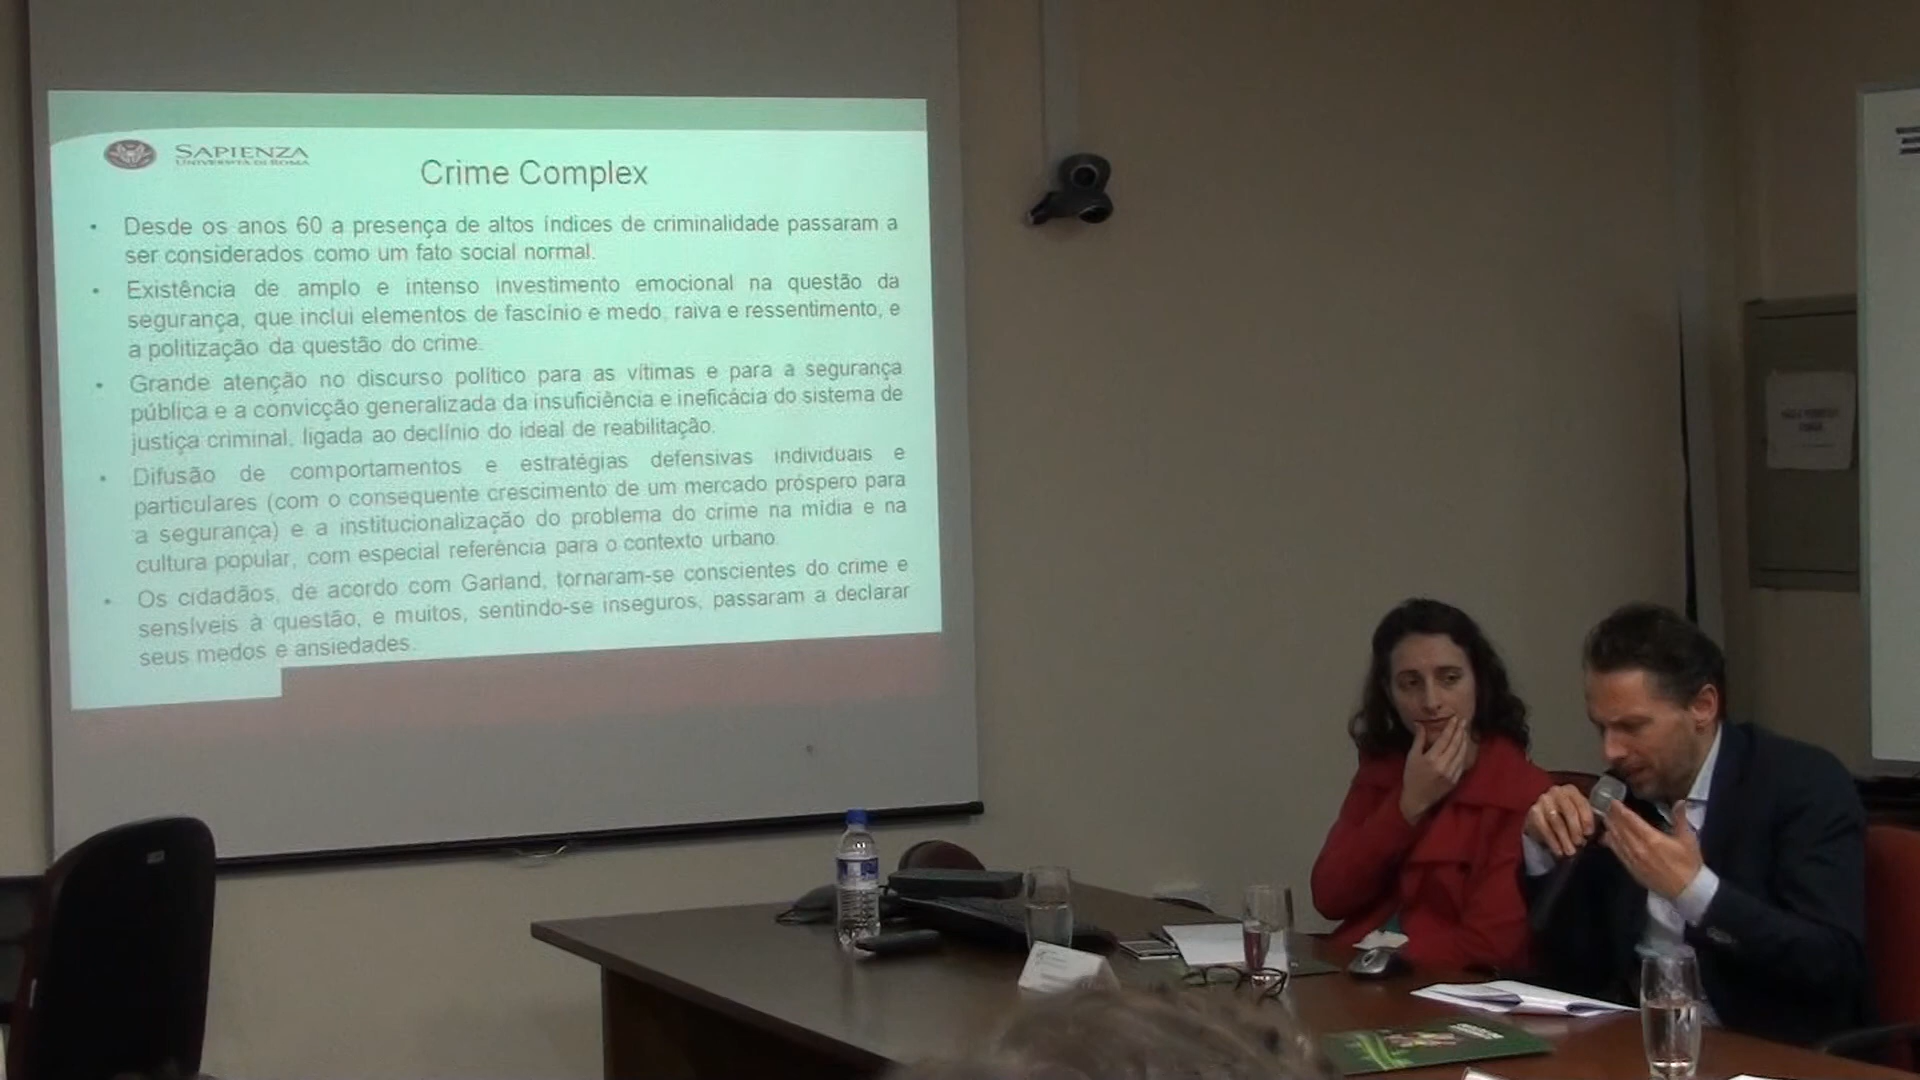 SAPIENZA
UNIVERSITÀ DI ROMA
Crime Complex
• Desde os anos 60 a presença de altos índices de criminalidade passaram a
ser considerados como um fato social normal.
• Existência de amplo e intenso investimento emocional na questão da
segurança, que inclui elementos de fascínio e medo, raiva e ressentimento, e
a politização da questão do crime.
• Grande atenção no discurso político para as vítimas e para a segurança
pública e a convicção generalizada da insuficiência e ineficácia do sistema de
justiça criminal, ligada ao declínio do ideal de reabilitação.
• Difusão de comportamentos e estratégias defensivas individuais e
particulares (com o consequente crescimento de um mercado próspero para
a segurança) e a institucionalização do problema do crime na mídia e na
cultura popular, com especial referência para o contexto urbano.
• Os cidadãos, de acordo com Garland, tornaram-se conscientes do crime e
sensíveis à questão, e muitos, sentindo-se inseguros, passaram a declarar
seus medos e ansiedades.